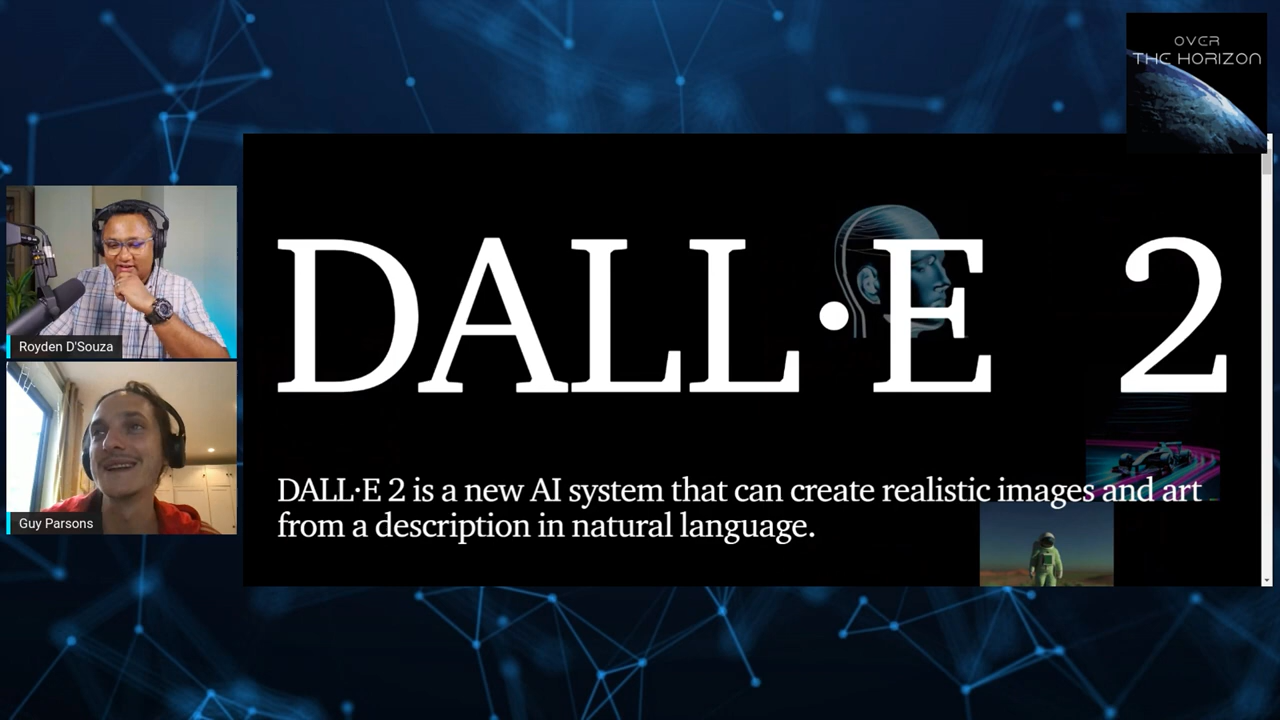 OVER
THE HORIZON
DALL·E 2
Royden D'Souza
DALL·E 2 is a new AI system that can create realistic images and art
from a description in natural language.
Guy Parsons